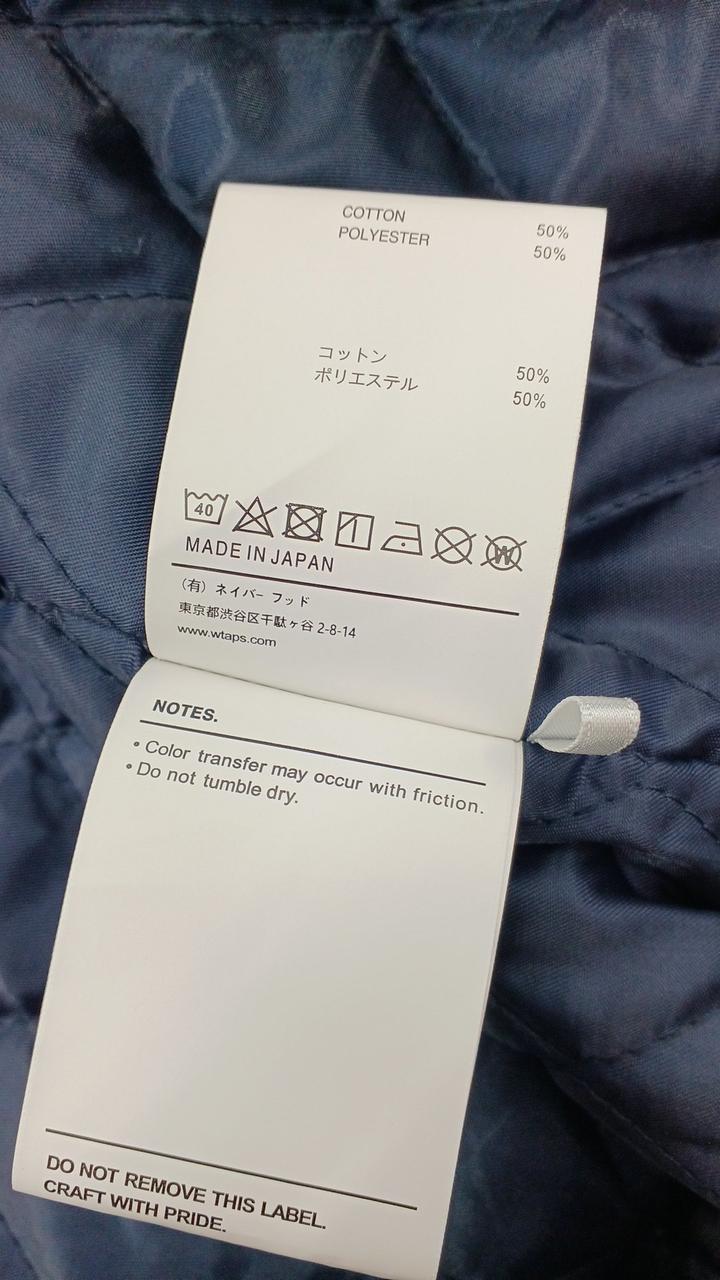 COTTON 50%
POLYESTER 50%
コットン 50%
ポリエステル 50%
40
W
MADE IN JAPAN
（有）ネイバーフッド
東京都渋谷区千駄ヶ谷 2-8-14
www.wtaps.com
NOTES.
• Color transfer may occur with friction.
• Do not tumble dry.
DO NOT REMOVE THIS LABEL.
CRAFT WITH PRIDE.